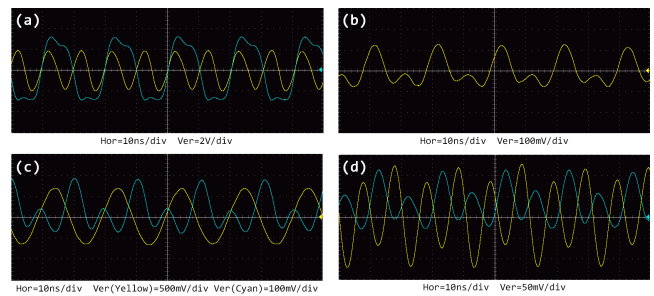 (a) (b)
Hor=10ns/div Ver=2V/div Hor=10ns/div Ver=100mV/div
(c) (d)
Hor=10ns/div Ver(Yellow)=500mV/div Ver(Cyan)=100mV/div Hor=10ns/div Ver=50mV/div